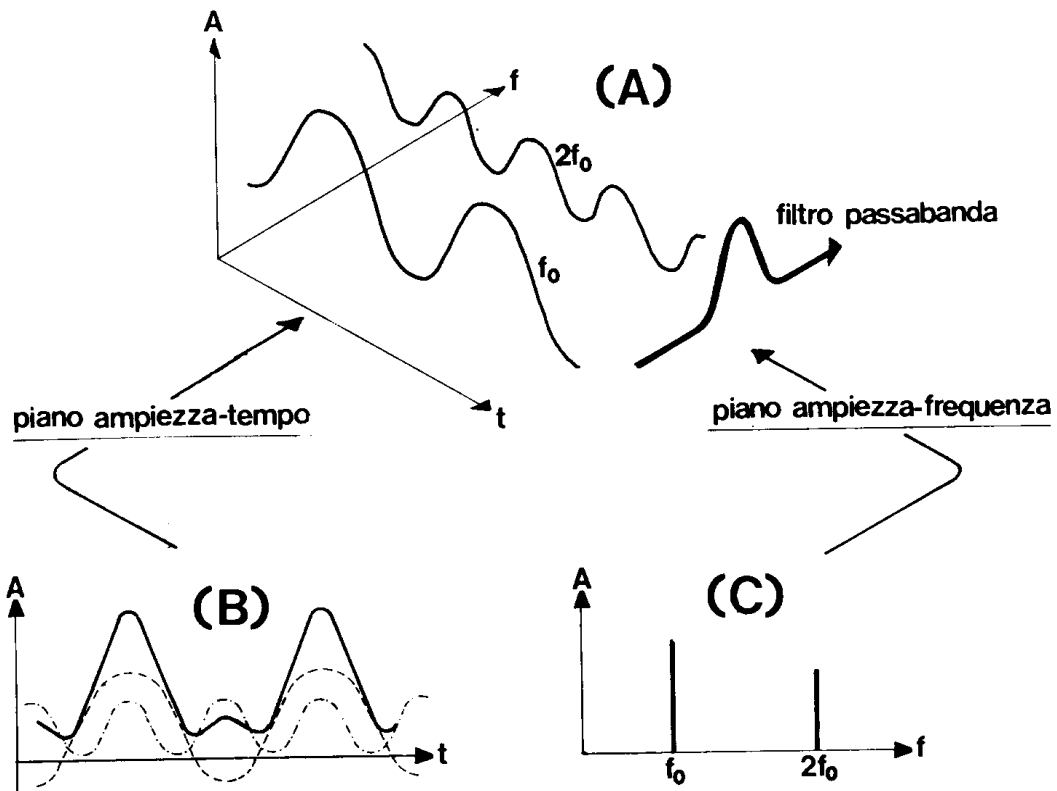 A
f
(A)
2f₀
filtro passabanda
f₀
t
piano ampiezza-tempo
piano ampiezza-frequenza
A
(B)
t
A
(C)
f₀
2f₀
f